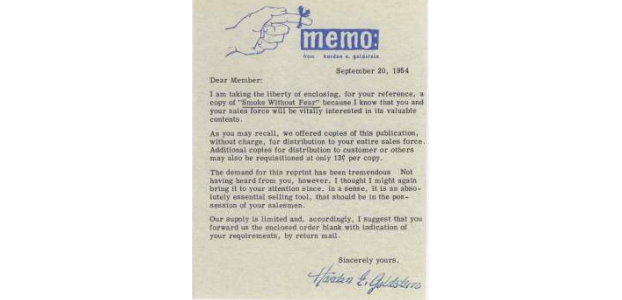 memo:
from harden e. goldstein
September 20, 1954
Dear Member:
I am taking the liberty of enclosing, for your reference, a
copy of "Smoke Without Fear" because I know that you and
your sales force will be vitally interested in its valuable
contents.
As you may recall, we offered copies of this publication,
without charge, for distribution to your entire sales force.
Additional copies for distribution to customer or others
may also be requisitioned at only 13¢ per copy.
The demand for this reprint has been tremendous Not
having heard from you, however, I thought I might again
bring it to your attention since, in a sense, it is an abso-
lutely essential selling tool, that should be in the pos-
session of your salesmen.
Our supply is limited and, accordingly, I suggest that you
forward us the enclosed order blank with indication of
your requirements, by return mail.
Sincerely yours,
Harden E. Goldstein